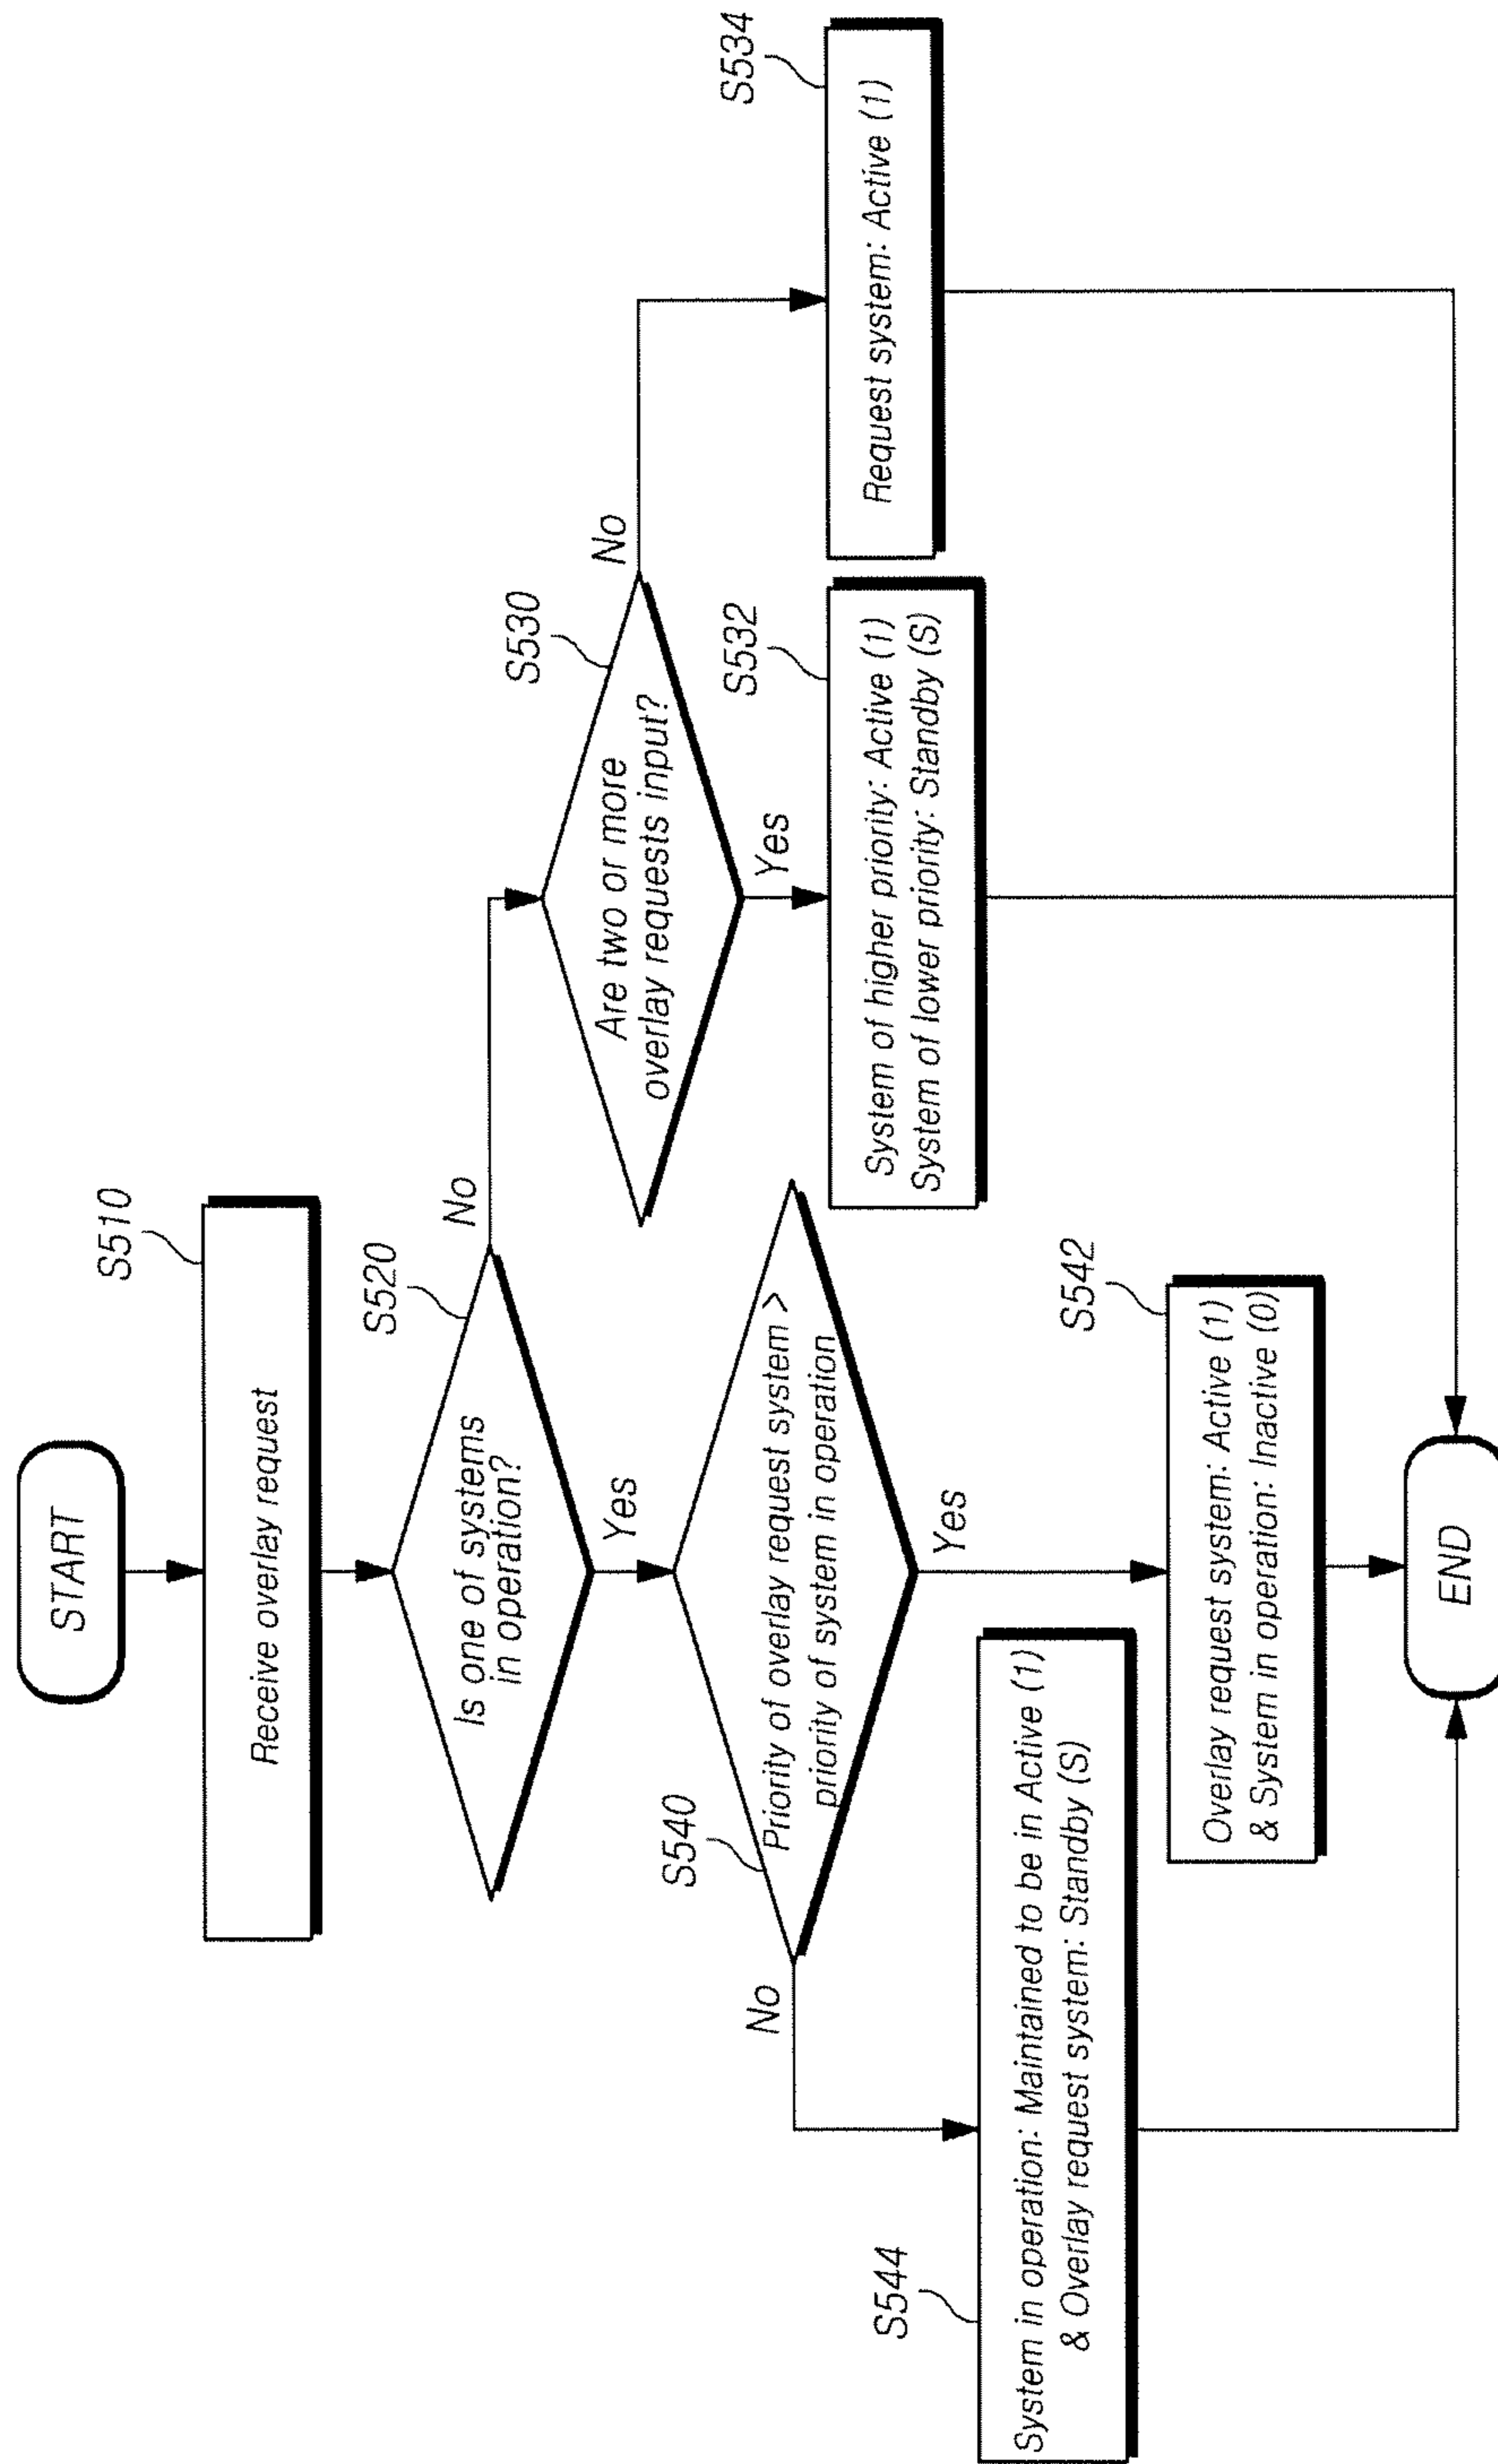 START
S510
Receive overlay request
S520
Is one of systems
in operation?
No
Yes
S530
Are two or more
overlay requests input?
No
Yes
S540
Priority of overlay request system >
priority of system in operation
No
Yes
S532
System of higher priority: Active (1)
System of lower priority: Standby (S)
S534
Request system: Active (1)
S544
System in operation: Maintained to be in Active (1)
& Overlay request system: Standby (S)
S542
Overlay request system: Active (1)
& System in operation: Inactive (0)
END